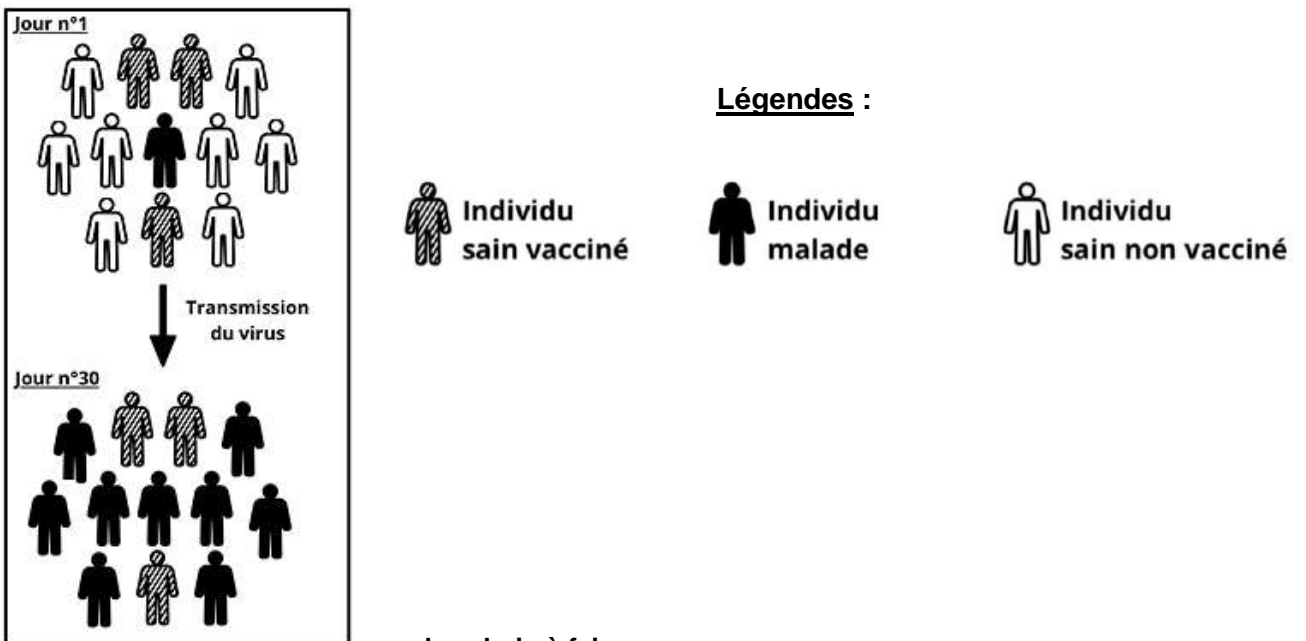 Jour n°1
Légendes :
Individu
sain vacciné
Individu
malade
Individu
sain non vacciné
Transmission
du virus
Jour n°30